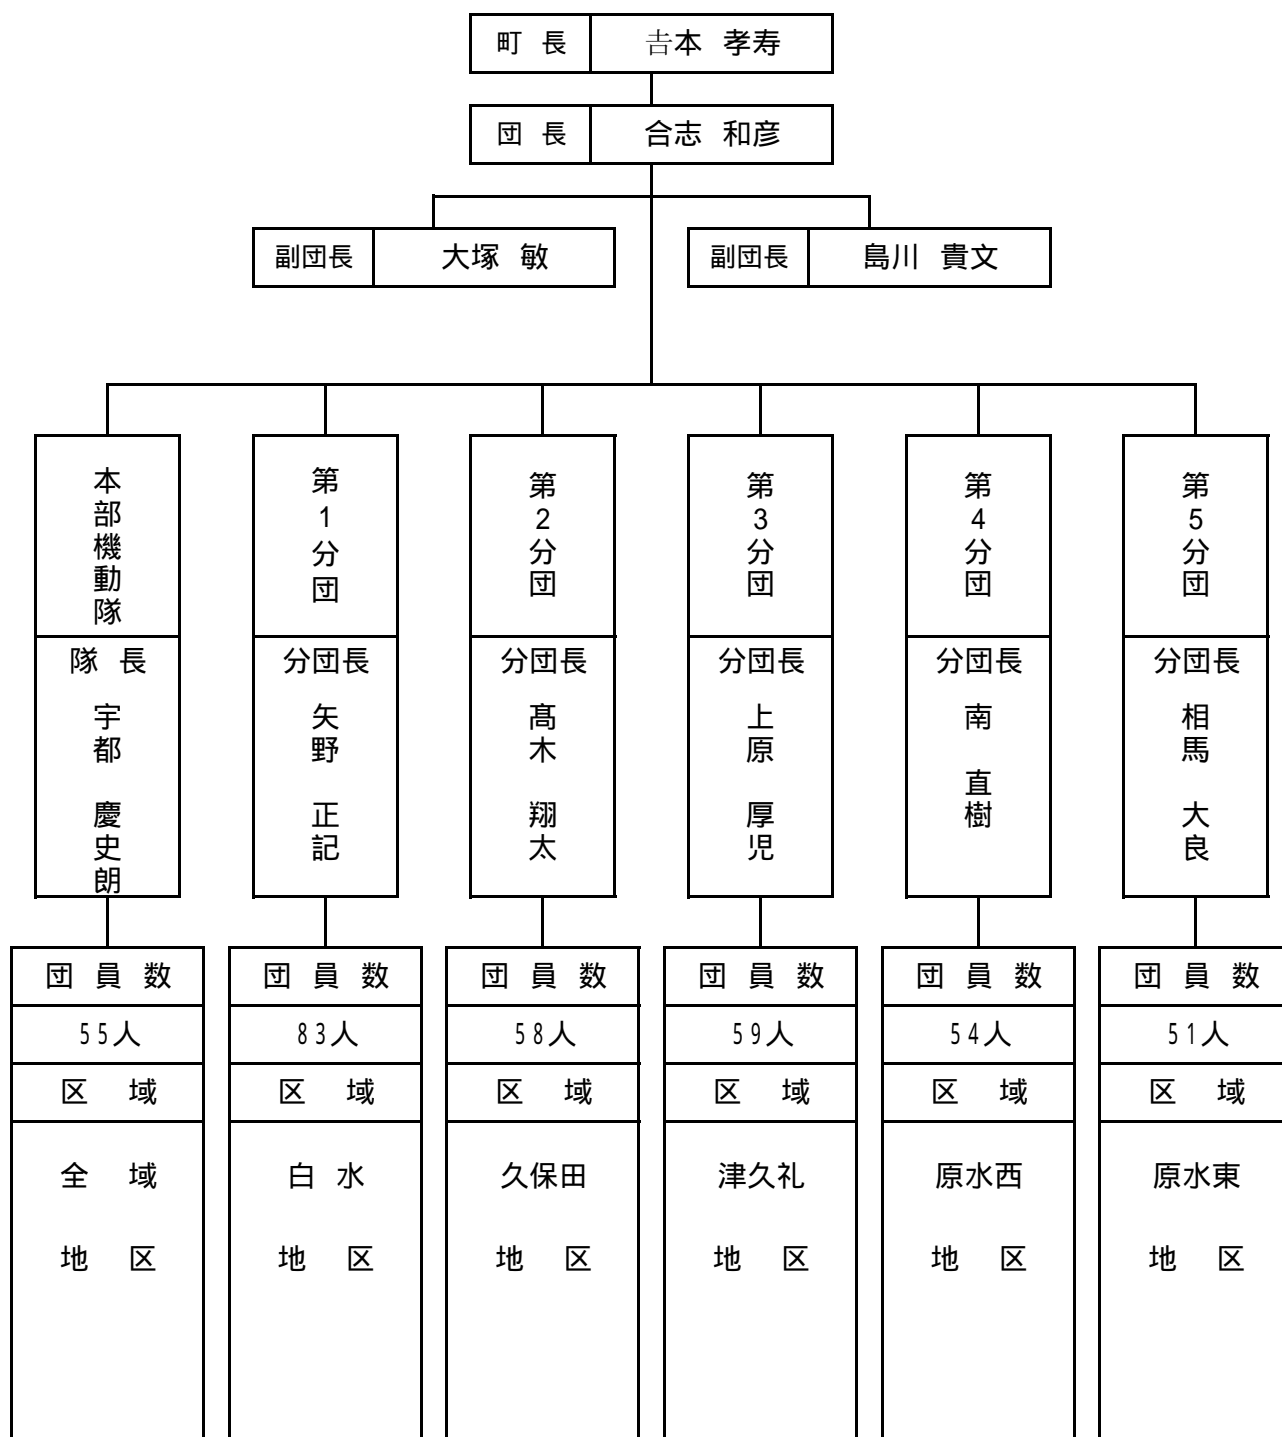 町 長 𠮷本 孝寿
団 長 合志 和彦
副団長 大塚 敏
副団長 島川 貴文
本部機動隊
隊 長
宇都 慶史朗
第1分団
分団長
矢野 正記
第2分団
分団長
髙木 翔太
第3分団
分団長
上原 厚児
第4分団
分団長
南 直樹
第5分団
分団長
相馬 大良
団 員 数
55人
区 域
全 域
地 区
団 員 数
83人
区 域
白 水
地 区
団 員 数
58人
区 域
久保田
地 区
団 員 数
59人
区 域
津久礼
地 区
団 員 数
54人
区 域
原水西
地 区
団 員 数
51人
区 域
原水東
地 区